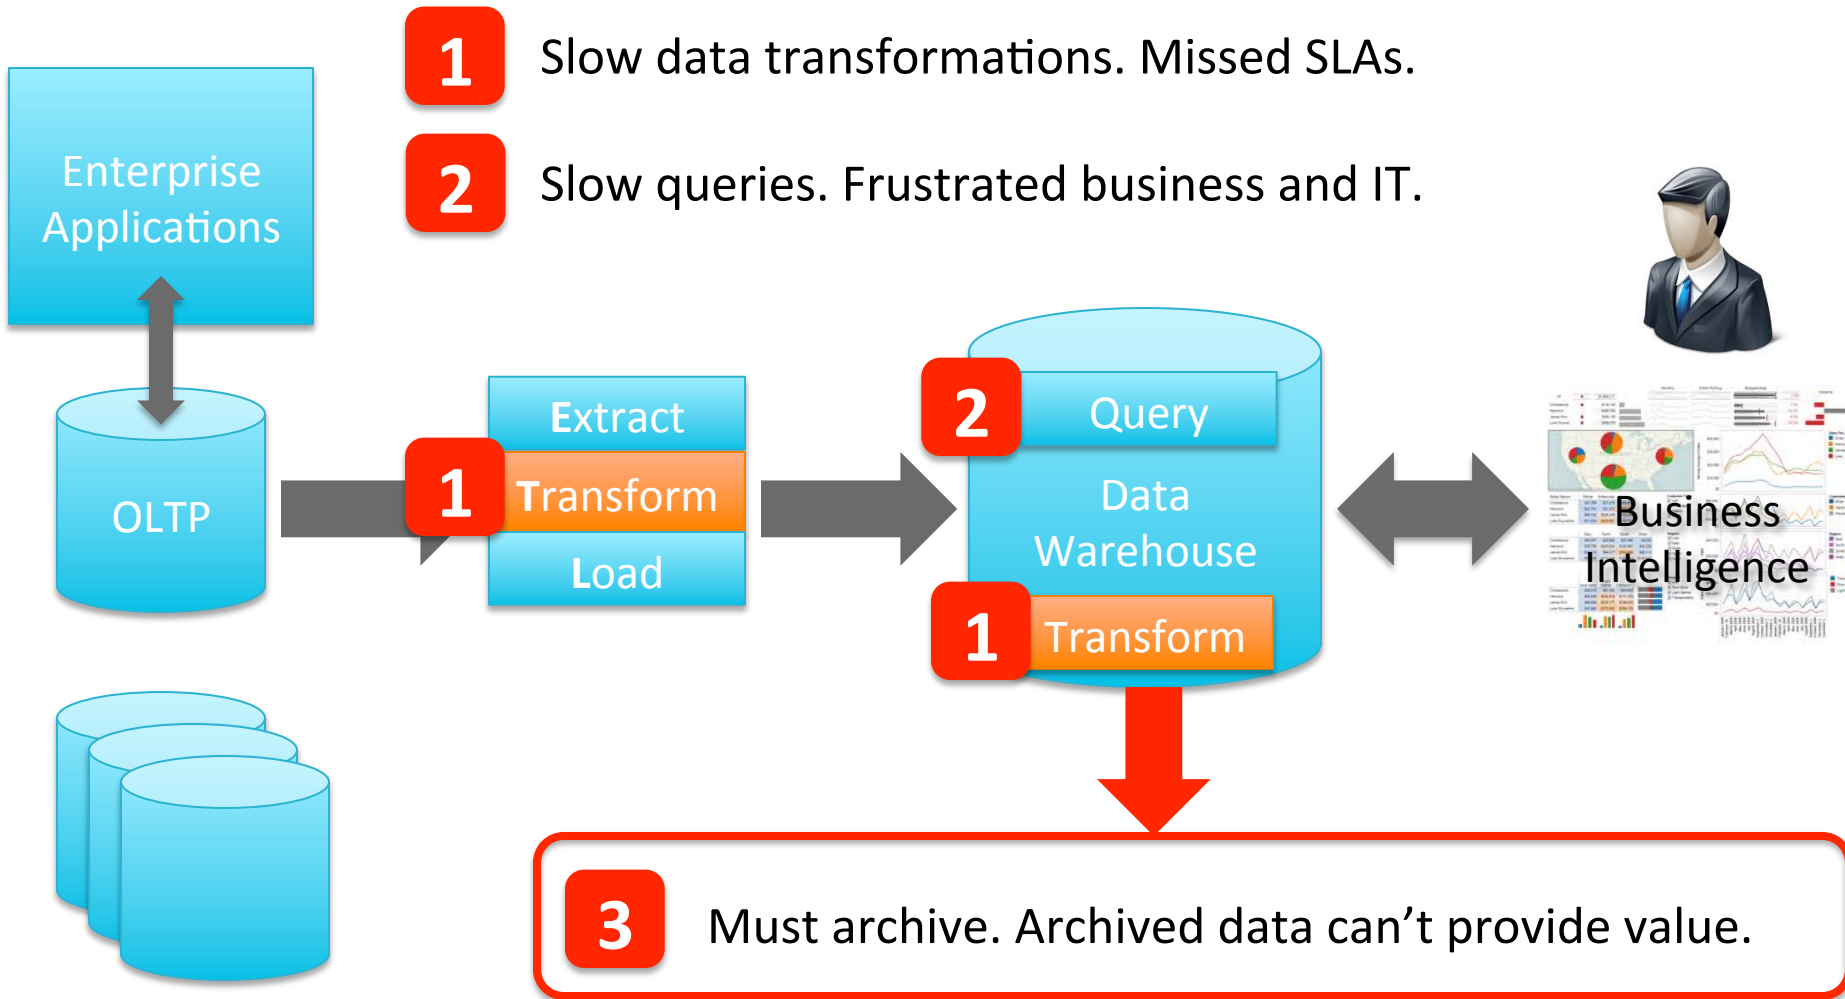 1 Slow data transformations. Missed SLAs.
2 Slow queries. Frustrated business and IT.
Enterprise
Applications
OLTP
Extract
1 Transform
Load
2 Query
Data
Warehouse
1 Transform
Business
Intelligence
3 Must archive. Archived data can’t provide value.